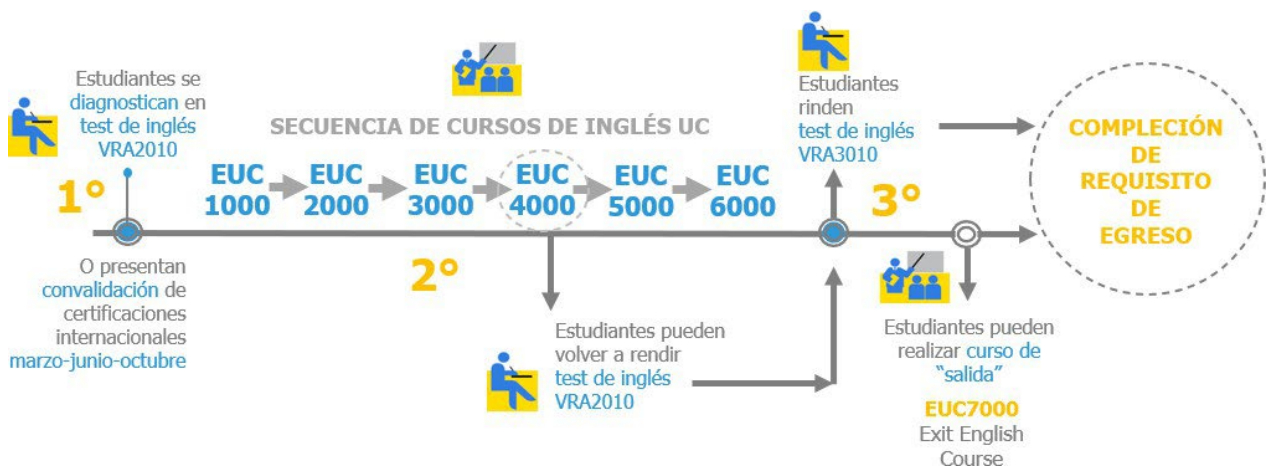 Estudiantes se
diagnostican en
test de inglés
VRA2010
1°
O presentan
convalidación de
certificaciones
internacionales
marzo-junio-octubre
SECUENCIA DE CURSOS DE INGLÉS UC
EUC 1000
EUC 2000
EUC 3000
EUC 4000
EUC 5000
EUC 6000
2°
Estudiantes pueden
volver a rendir
test de inglés
VRA2010
Estudiantes
rinden
test de inglés
VRA3010
3°
Estudiantes pueden
realizar curso de
“salida”
EUC7000
Exit English
Course
COMPLECIÓN
DE
REQUISITO
DE
EGRESO